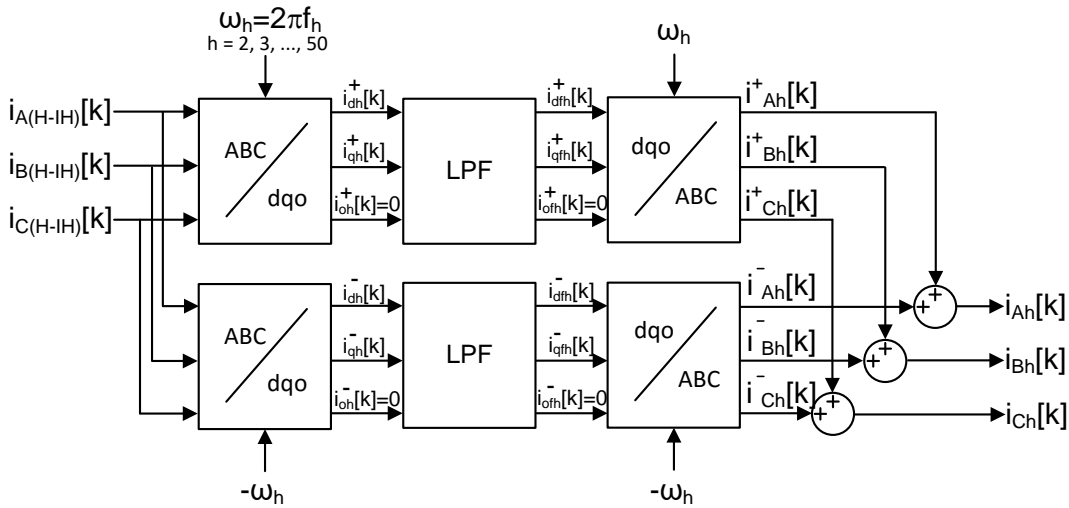 ωh=2πfh
h = 2, 3, ..., 50
ωh
iA(H-IH)[k]
iB(H-IH)[k]
iC(H-IH)[k]
ABC
dqo
i+dh[k]
i+qh[k]
i+oh[k]=0
LPF
i+dfh[k]
i+qfh[k]
i+ofh[k]=0
dqo
ABC
i+Ah[k]
i+Bh[k]
i+Ch[k]
ABC
dqo
i-dh[k]
i-qh[k]
i-oh[k]=0
LPF
i-dfh[k]
i-qfh[k]
i-ofh[k]=0
dqo
ABC
i-Ah[k]
i-Bh[k]
i-Ch[k]
+
+
iAh[k]
+
+
iBh[k]
+
+
iCh[k]
-ωh
-ωh